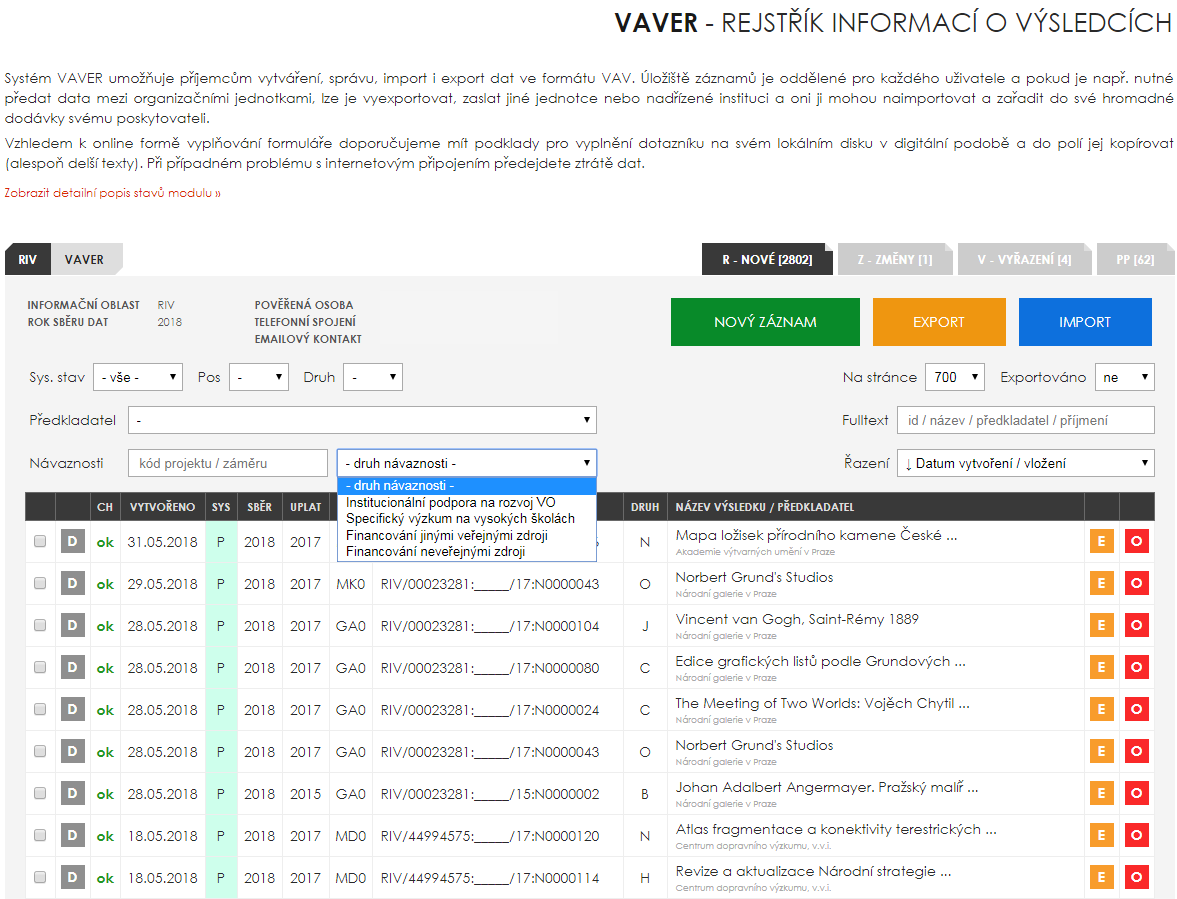 VAVER - REJSTŘÍK INFORMACÍ O VÝSLEDCÍCH
Systém VAVER umožňuje příjemcům vytváření, správu, import i export dat ve formátu VAV. Úložiště záznamů je oddělené pro každého uživatele a pokud je např. nutné
předat data mezi organizačními jednotkami, lze je vyexportovat, zaslat jiné jednotce nebo nadřízené instituci a oni ji mohou naimportovat a zařadit do své hromadné
dodávky svému poskytovateli.
Vzhledem k online formě vyplňování formuláře doporučujeme mít podklady pro vyplnění dotazníku na svém lokálním disku v digitální podobě a do polí jej kopírovat
(alespoň delší texty). Při případném problému s internetovým připojením předejdete ztrátě dat.
Zobrazit detailní popis stavů modulu »
RIV VAVER R - NOVÉ [2802] Z - ZMĚNY [1] V - VYŘAZENÍ [4] PP [62]
INFORMAČNÍ OBLAST RIV POVĚŘENÁ OSOBA
ROK SBĚRU DAT 2018 TELEFONNÍ SPOJENÍ
EMAILOVÝ KONTAKT
NOVÝ ZÁZNAM EXPORT IMPORT
Sys. stav - vše - Pos - Druh - Na stránce 700 Exportováno ne
Předkladatel - Fulltext id / název / předkladatel / příjmení
Návaznosti kód projektu / záměru - druh návaznosti - Řazení ↓ Datum vytvoření / vložení
- druh návaznosti -
Institucionální podpora na rozvoj VO
Specifický výzkum na vysokých školách
Financování jinými veřejnými zdroji
Financování neveřejnými zdroji
CH VYTVOŘENO SYS SBĚR UPLAT DRUH NÁZEV VÝSLEDKU / PŘEDKLADATEL
D ok 31.05.2018 P 2018 2017 N Mapa ložisek přírodního kamene České ... E O
Akademie výtvarných umění v Praze
D ok 29.05.2018 P 2018 2017 MK0 RIV/00023281:_____/17:N0000043 O Norbert Grund's Studios E O
Národní galerie v Praze
D ok 28.05.2018 P 2018 2017 GA0 RIV/00023281:_____/17:N0000104 J Vincent van Gogh, Saint-Rémy 1889 E O
Národní galerie v Praze
D ok 28.05.2018 P 2018 2017 GA0 RIV/00023281:_____/17:N0000080 C Edice grafických listů podle Grundových ... E O
Národní galerie v Praze
D ok 28.05.2018 P 2018 2017 GA0 RIV/00023281:_____/17:N0000024 C The Meeting of Two Worlds: Vojěch Chytil ... E O
Národní galerie v Praze
D ok 28.05.2018 P 2018 2017 GA0 RIV/00023281:_____/17:N0000043 O Norbert Grund's Studios E O
Národní galerie v Praze
D ok 28.05.2018 P 2018 2015 GA0 RIV/00023281:_____/15:N0000002 B Johan Adalbert Angermayer. Pražský malíř ... E O
Národní galerie v Praze
D ok 18.05.2018 P 2018 2017 MD0 RIV/44994575:_____/17:N0000120 N Atlas fragmentace a konektivity terestrických ... E O
Centrum dopravního výzkumu, v.v.i.
D ok 18.05.2018 P 2018 2017 MD0 RIV/44994575:_____/17:N0000114 H Revize a aktualizace Národní strategie ... E O
Centrum dopravního výzkumu, v.v.i.